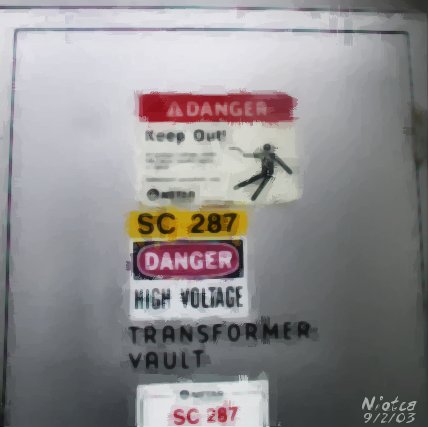 DANGER
Keep Out!
SC 287
DANGER
HIGH VOLTAGE
TRANSFORMER
VAULT
SC 287
Niotca
9/2/03